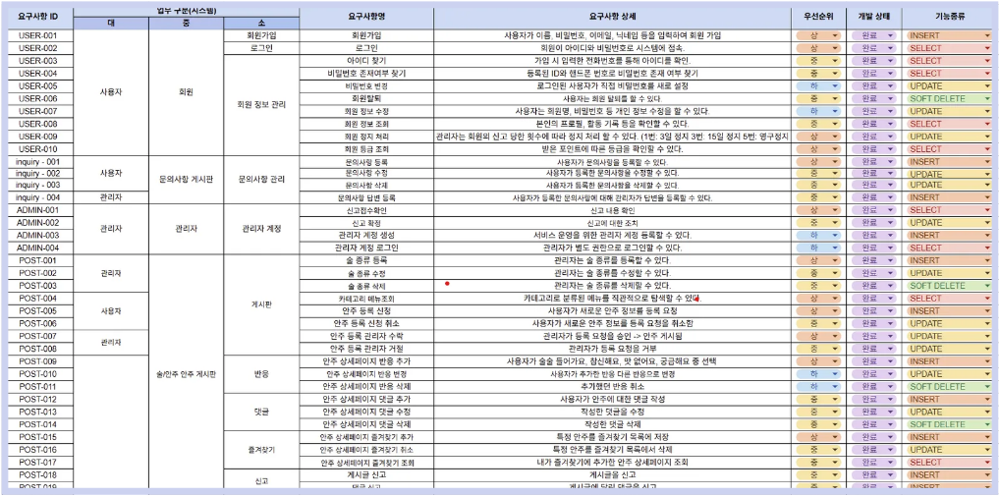 요구사항 ID 업무 구분(시스템) 요구사항명 요구사항 상세 우선순위 개발 상태 기능종류
대 중 소
USER-001 회원가입 회원가입 사용자가 이름, 비밀번호, 이메일, 닉네임 등을 입력하여 회원 가입 상 완료 INSERT
USER-002 로그인 로그인 회원이 아이디와 비밀번호로 시스템에 접속. 상 완료 SELECT
USER-003 아이디 찾기 가입 시 입력한 전화번호를 통해 아이디를 확인. 중 완료 SELECT
USER-004 비밀번호 존재여부 찾기 등록된 ID와 핸드폰 번호로 비밀번호 존재 여부 찾기 중 완료 SELECT
USER-005 비밀번호 변경 로그인된 사용자가 직접 비밀번호를 새로 설정 하 완료 UPDATE
사용자 회원 회원 정보 관리
USER-006 회원탈퇴 사용자는 회원 탈퇴를 할 수 있다. 중 완료 SOFT DELETE
USER-007 회원 정보 수정 사용자는 회원명, 비밀번호 등 개인 정보 수정을 할 수 있다. 하 완료 UPDATE
USER-008 회원 정보 조회 본인의 프로필, 활동 기록 등을 확인할 수 있다. 중 완료 SELECT
USER-009 회원 정지 처리 관리자는 회원의 신고 당한 횟수에 따라 정지 처리 할 수 있다. (1번: 3일 정지 3번: 15일 정지 5번: 영구정지 중 완료 UPDATE
USER-010 회원 등급 조회 받은 포인트에 따른 등급을 확인할 수 있다. 중 완료 SELECT
inquiry - 001 문의사항 등록 사용자가 문의사항을 등록할 수 있다. 상 완료 INSERT
inquiry - 002 사용자 문의사항 게시판 문의사항 관리 문의사항 수정 사용자가 등록한 문의사항을 수정할 수 있다. 중 완료 UPDATE
inquiry - 003 문의사항 삭제 사용자가 등록한 문의사항을 삭제할 수 있다. 중 완료 UPDATE
inquiry - 004 관리자 문의사항 답변 등록 사용자가 등록한 문의사항에 대해 관리자가 답변을 등록할 수 있다. 상 완료 INSERT
ADMIN-001 신고접수확인 신고 내용 확인 상 완료 SELECT
ADMIN-002 관리자 관리자 관리자 계정 신고 확정 신고에 대한 조치 중 완료 UPDATE
ADMIN-003 관리자 계정 생성 서비스 운영을 위한 관리자 계정 등록할 수 있다. 하 완료 INSERT
ADMIN-004 관리자 계정 로그인 관리자가 별도 권한으로 로그인할 수 있다. 하 완료 SELECT
POST-001 술 종류 등록 관리자는 술 종류를 등록할 수 있다. 상 완료 INSERT
POST-002 관리자 술 종류 수정 관리자는 술 종류를 수정할 수 있다. 중 완료 UPDATE
POST-003 술 종류 삭제 관리자는 술 종류를 삭제할 수 있다. 중 완료 SOFT DELETE
POST-004 게시판 카테고리 메뉴조회 카테고리로 분류된 메뉴를 직관적으로 탐색할 수 있다 상 완료 SELECT
POST-005 사용자 안주 등록 신청 사용자가 새로운 안주 정보를 등록 요청 상 완료 INSERT
POST-006 안주 등록 신청 취소 사용자가 새로운 안주 정보를 등록 요청을 취소함 중 완료 UPDATE
POST-007 관리자 안주 등록 관리자 수락 관리자가 등록 요청을 승인 -> 안주 게시됨 상 완료 UPDATE
POST-008 안주 등록 관리자 거절 관리자가 등록 요청을 거부 중 완료 UPDATE
POST-009 안주 상세페이지 반응 추가 사용자가 술술 들어가요, 참신해요, 맛 없어요, 궁금해요 중 선택 상 완료 INSERT
POST-010 술/안주 안주 게시판 반응 안주 상세페이지 반응 변경 사용자가 추가한 반응 다른 반응으로 변경 하 완료 UPDATE
POST-011 안주 상세페이지 반응 삭제 추가했던 반응 취소 하 완료 SOFT DELETE
POST-012 안주 상세페이지 댓글 추가 사용자가 안주에 대한 댓글 작성 중 완료 INSERT
POST-013 댓글 안주 상세페이지 댓글 수정 작성한 댓글을 수정 중 완료 UPDATE
POST-014 안주 상세페이지 댓글 삭제 작성한 댓글 삭제 중 완료 SOFT DELETE
POST-015 안주 상세페이지 즐겨찾기 추가 특정 안주를 즐겨찾기 목록에 저장 중 완료 INSERT
POST-016 즐겨찾기 안주 상세페이지 즐겨찾기 취소 특정 안주를 즐겨찾기 목록에서 삭제 중 완료 UPDATE
POST-017 안주 상세페이지 즐겨찾기 조회 내가 즐겨찾기에 추가한 안주 상세페이지 조회 중 완료 SELECT
POST-018 신고 게시글 신고 게시글을 신고 중 완료 INSERT
POST-019 댓글 신고 게시글에 달린 댓글을 신고 중 완료 INSERT